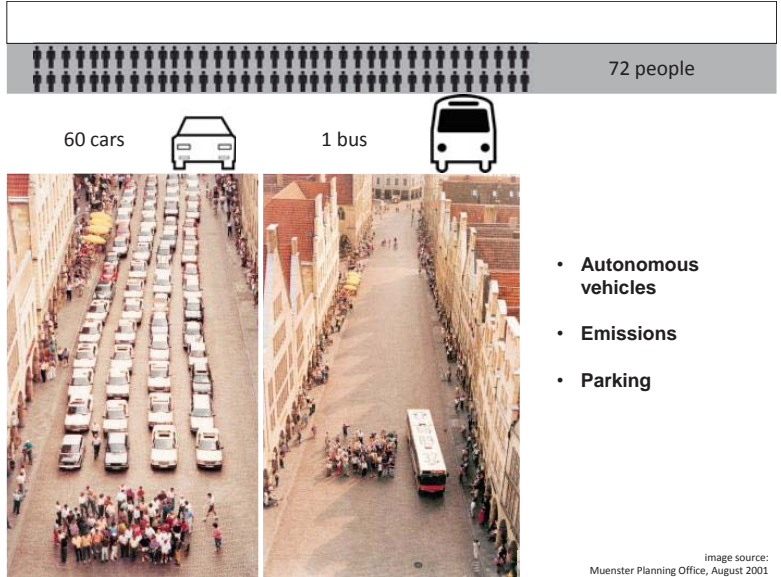 72 people
60 cars
1 bus
• Autonomous
vehicles
• Emissions
• Parking
image source:
Muenster Planning Office, August 2001